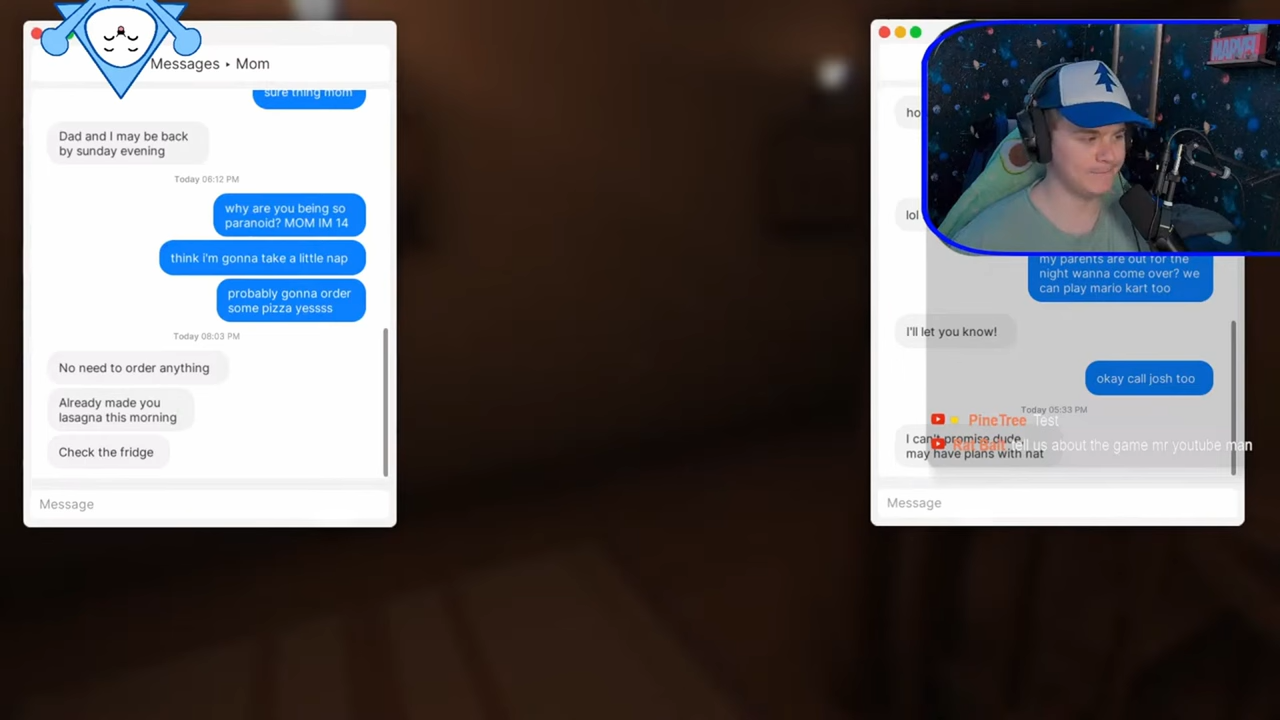 Messages ▸ Mom
sure thing mom
Dad and I may be back
by sunday evening
Today 06:12 PM
why are you being so
paranoid? MOM IM 14
think i'm gonna take a little nap
probably gonna order
some pizza yessss
Today 08:03 PM
No need to order anything
Already made you
lasagna this morning
Check the fridge
Message
MARVEL
ho
lol
my parents are out for the
night wanna come over? we
can play mario kart too
I'll let you know!
okay call josh too
Today 05:33 PM
PineTree Test
I can't promise dude
Rat Bait tell us about the game mr youtube man
may have plans with nat
Message